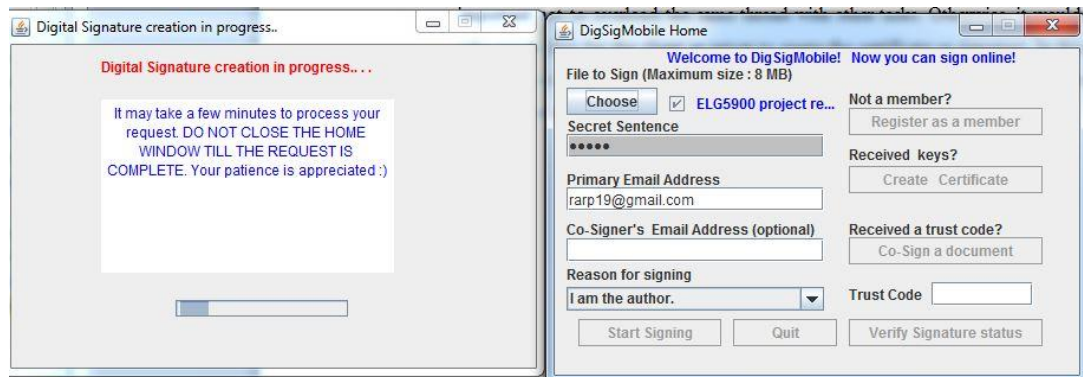 Digital Signature creation in progress..
Digital Signature creation in progress.. . .
It may take a few minutes to process your
request. DO NOT CLOSE THE HOME
WINDOW TILL THE REQUEST IS
COMPLETE. Your patience is appreciated :)
DigSigMobile Home
Welcome to DigSigMobile! Now you can sign online!
File to Sign (Maximum size : 8 MB)
Choose
ELG5900 project re...
Secret Sentence
●●●●●
Primary Email Address
rarp19@gmail.com
Co-Signer's Email Address (optional)
Reason for signing
I am the author.
Start Signing
Quit
Not a member?
Register as a member
Received keys?
Create Certificate
Received a trust code?
Co-Sign a document
Trust Code
Verify Signature status